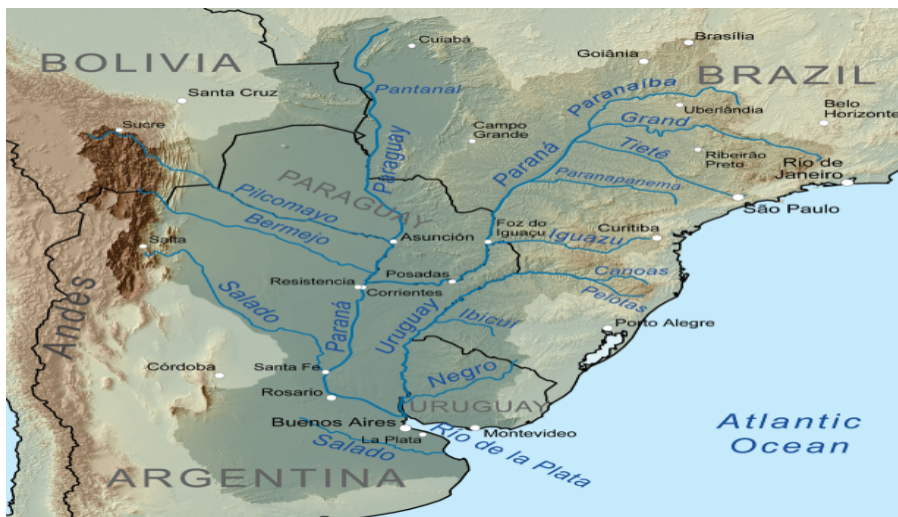 Brasília
Cuiabá
Goiânia
BOLIVIA
BRAZIL
Pantanal
Paranaíba
Santa Cruz
Uberlândia
Belo
Horizonte
Grand
Sucre
Campo
Grande
Paraná
Tietê
Ribeirão
Preto
Río de
Janeiro
Paraguay
Paranapanema
PARAGUAY
Pilcomayo
São Paulo
Bermejo
Foz do
Iguaçu
Curitiba
Asunción
Iguazu
Salta
Posadas
Canoas
Resistencia
Corrientes
Pelotas
Salado
Andes
Paraná
Uruguay
Ibicur
Porto Alegre
Córdoba
Santa Fe
Negro
Rosario
URUGUAY
Atlantic
Ocean
Buenos Aires
La Plata
Montevideo
Salado
Río de la Plata
ARGENTINA